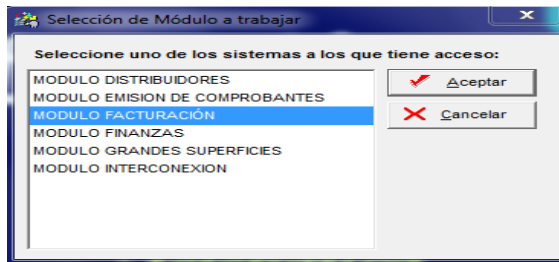 Selección de Módulo a trabajar
Seleccione uno de los sistemas a los que tiene acceso:
MODULO DISTRIBUIDORES
MODULO EMISION DE COMPROBANTES
MODULO FACTURACIÓN
MODULO FINANZAS
MODULO GRANDES SUPERFICIES
MODULO INTERCONEXION
Aceptar
Cancelar